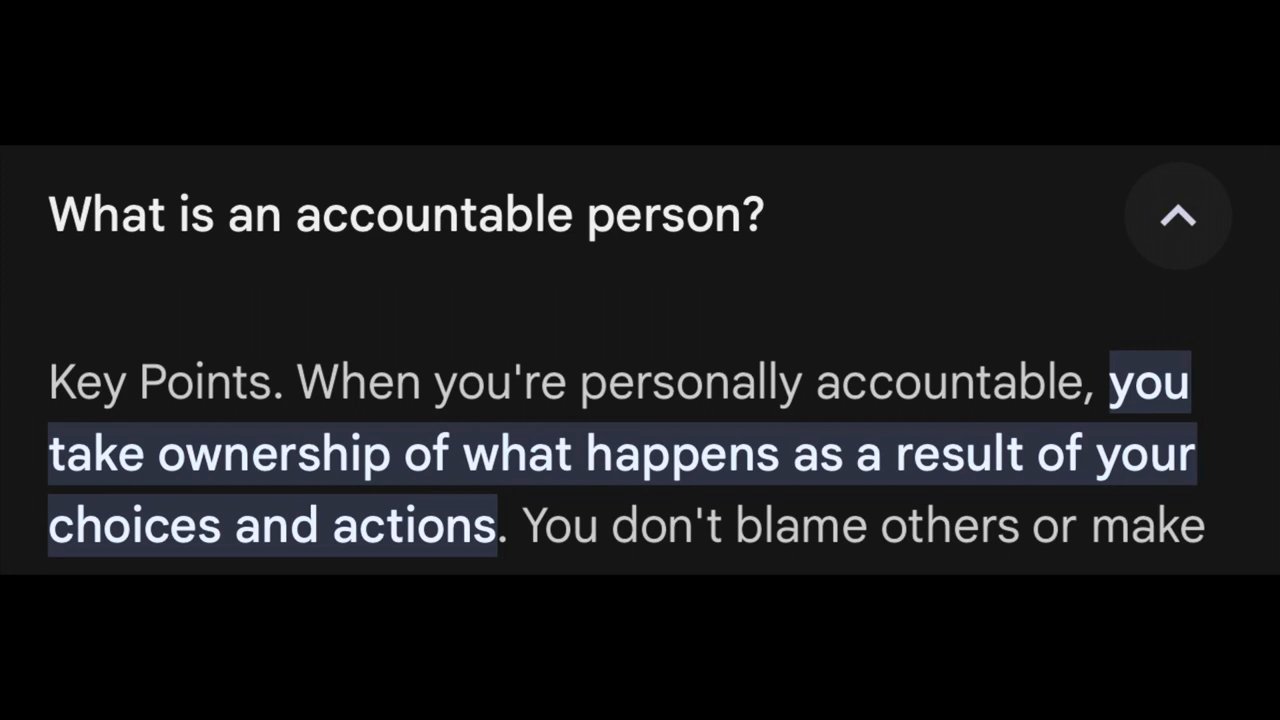 What is an accountable person?
Key Points. When you're personally accountable, you
take ownership of what happens as a result of your
choices and actions. You don't blame others or make